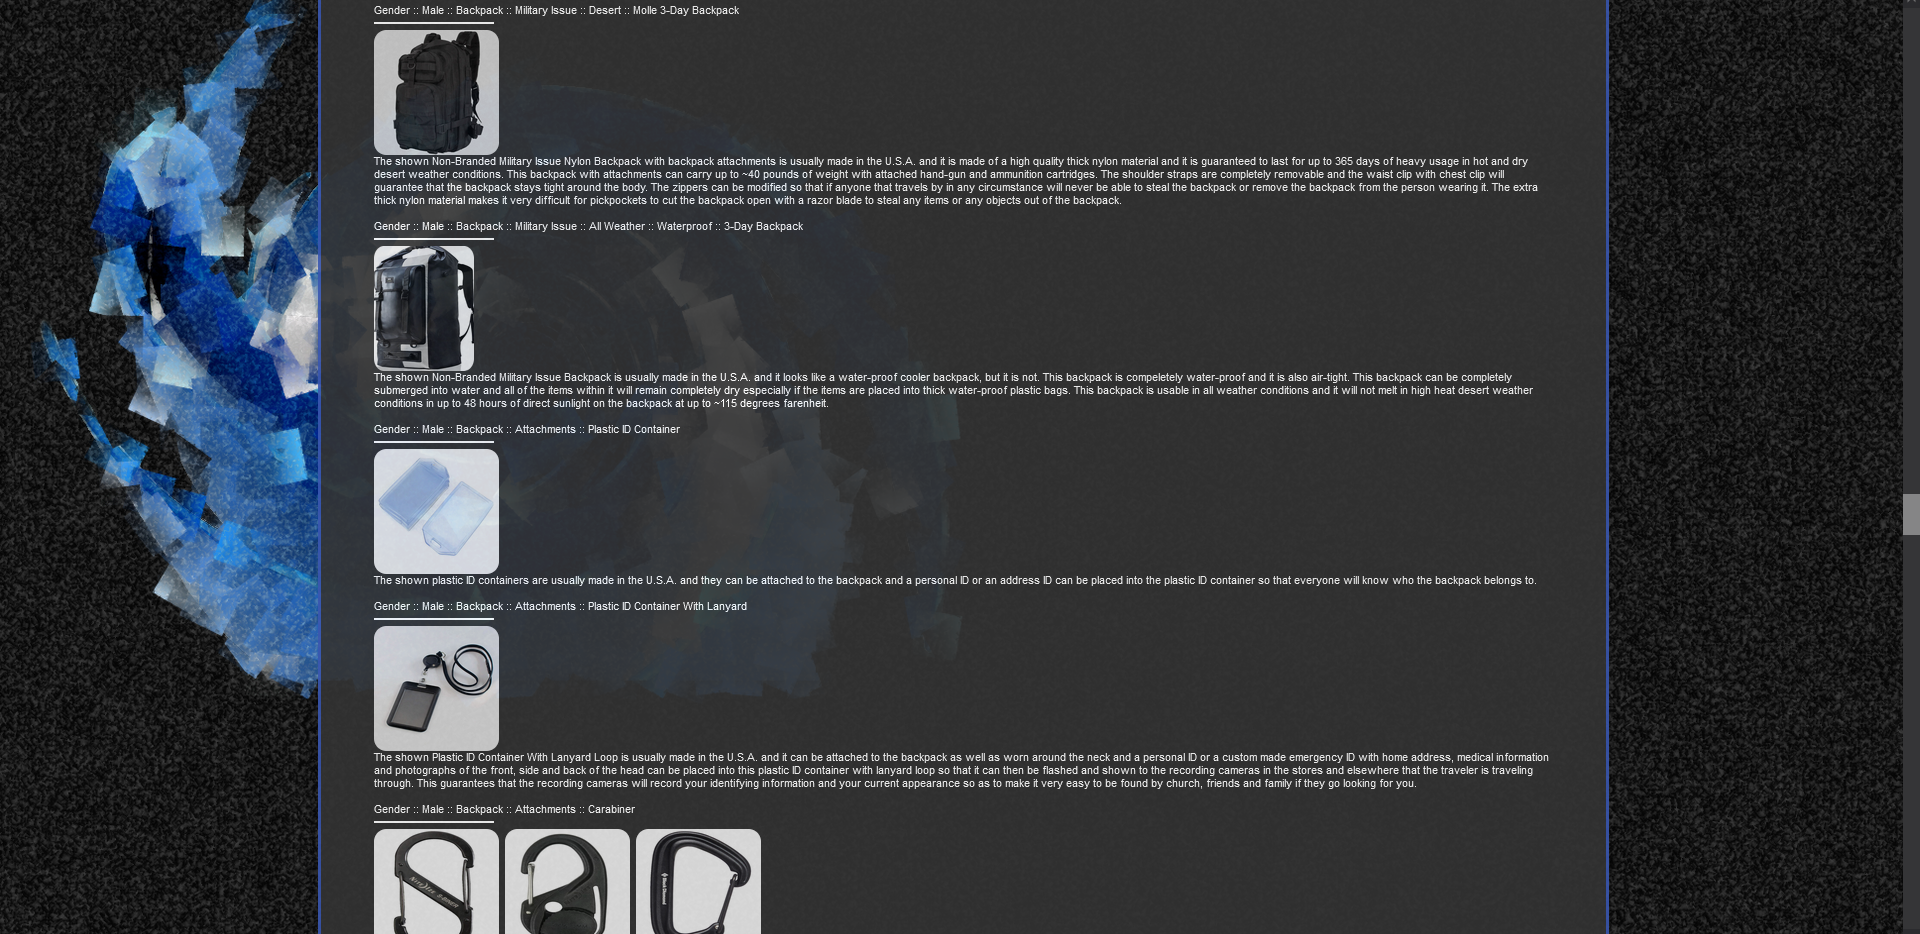 Gender :: Male :: Backpack :: Military Issue :: Desert :: Molle 3-Day Backpack
The shown Non-Branded Military Issue Nylon Backpack with backpack attachments is usually made in the U.S.A. and it is made of a high quality thick nylon material and it is guaranteed to last for up to 365 days of heavy usage in hot and dry
desert weather conditions. This backpack with attachments can carry up to ~40 pounds of weight with attached hand-gun and ammunition cartridges. The shoulder straps are completely removable and the waist clip with chest clip will
guarantee that the backpack stays tight around the body. The zippers can be modified so that if anyone that travels by in any circumstance will never be able to steal the backpack or remove the backpack from the person wearing it. The extra
thick nylon material makes it very difficult for pickpockets to cut the backpack open with a razor blade to steal any items or any objects out of the backpack.
Gender :: Male :: Backpack :: Military Issue :: All Weather :: Waterproof :: 3-Day Backpack
The shown Non-Branded Military Issue Backpack is usually made in the U.S.A. and it looks like a water-proof cooler backpack, but it is not. This backpack is compeletely water-proof and it is also air-tight. This backpack can be completely
submerged into water and all of the items within it will remain completely dry especially if the items are placed into thick water-proof plastic bags. This backpack is usable in all weather conditions and it will not melt in high heat desert weather
conditions in up to 48 hours of direct sunlight on the backpack at up to ~115 degrees farenheit.
Gender :: Male :: Backpack :: Attachments :: Plastic ID Container
The shown plastic ID containers are usually made in the U.S.A. and they can be attached to the backpack and a personal ID or an address ID can be placed into the plastic ID container so that everyone will know who the backpack belongs to.
Gender :: Male :: Backpack :: Attachments :: Plastic ID Container With Lanyard
The shown Plastic ID Container With Lanyard Loop is usually made in the U.S.A. and it can be attached to the backpack as well as worn around the neck and a personal ID or a custom made emergency ID with home address, medical information
and photographs of the front, side and back of the head can be placed into this plastic ID container with lanyard loop so that it can then be flashed and shown to the recording cameras in the stores and elsewhere that the traveler is traveling
through. This guarantees that the recording cameras will record your identifying information and your current appearance so as to make it very easy to be found by church, friends and family if they go looking for you.
Gender :: Male :: Backpack :: Attachments :: Carabiner
Black Diamond